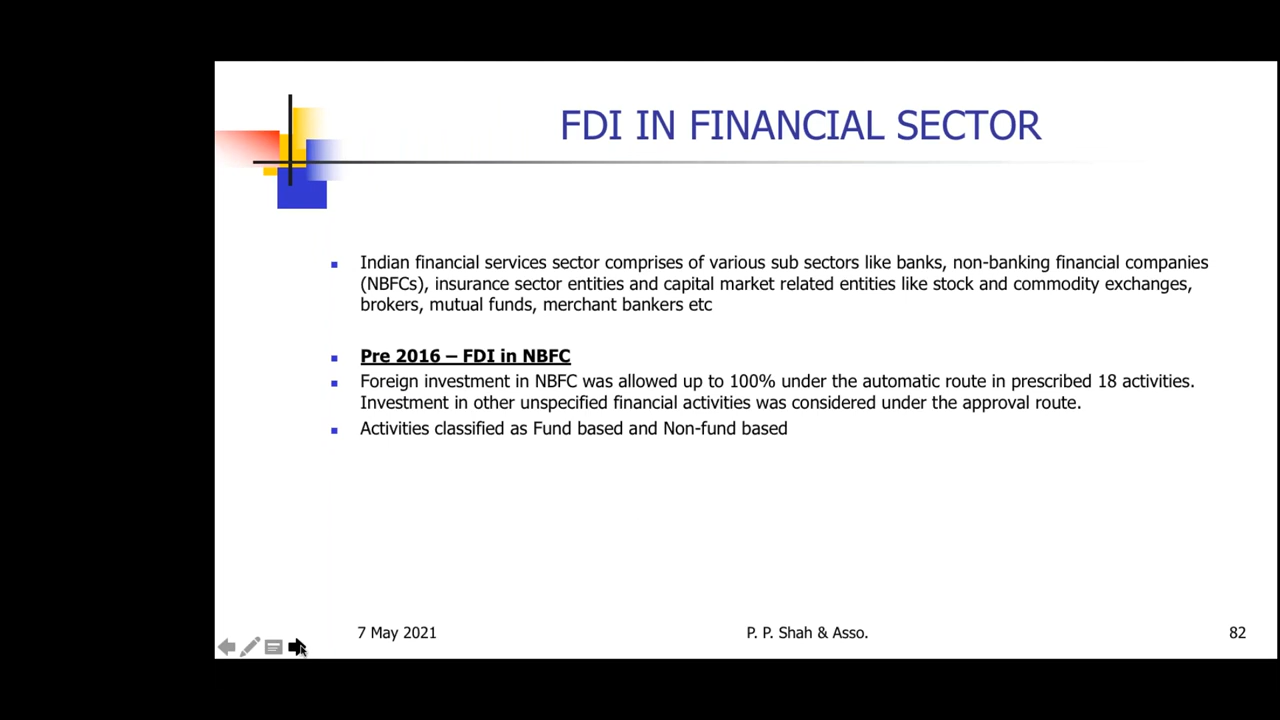 FDI IN FINANCIAL SECTOR
Indian financial services sector comprises of various sub sectors like banks, non-banking financial companies
(NBFCs), insurance sector entities and capital market related entities like stock and commodity exchanges,
brokers, mutual funds, merchant bankers etc
Pre 2016 – FDI in NBFC
Foreign investment in NBFC was allowed up to 100% under the automatic route in prescribed 18 activities.
Investment in other unspecified financial activities was considered under the approval route.
Activities classified as Fund based and Non-fund based
7 May 2021
P. P. Shah & Asso.
82